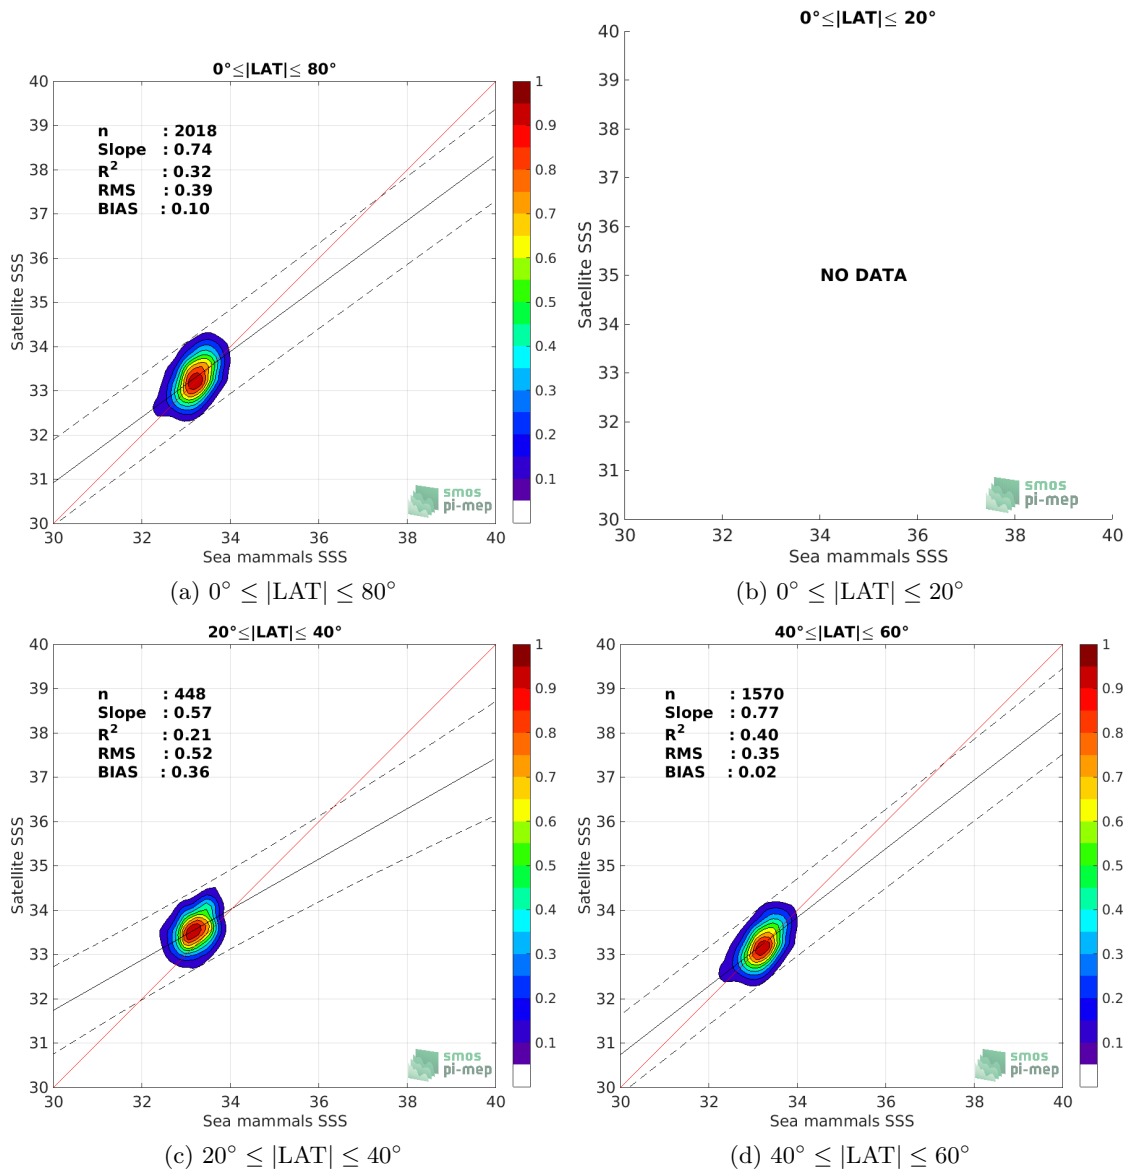 0°≤|LAT|≤ 80°
40
39
38
37
36
35
34
33
32
31
30
Satellite SSS
n : 2018
Slope : 0.74
R² : 0.32
RMS : 0.39
BIAS : 0.10
smos
pi-mep
30 32 34 36 38 40
Sea mammals SSS
1
0.9
0.8
0.7
0.6
0.5
0.4
0.3
0.2
0.1
(a) 0° ≤ |LAT| ≤ 80°
0°≤|LAT|≤ 20°
40
39
38
37
36
35
34
33
32
31
30
Satellite SSS
NO DATA
smos
pi-mep
30 32 34 36 38 40
Sea mammals SSS
(b) 0° ≤ |LAT| ≤ 20°
20°≤|LAT|≤ 40°
40
39
38
37
36
35
34
33
32
31
30
Satellite SSS
n : 448
Slope : 0.57
R² : 0.21
RMS : 0.52
BIAS : 0.36
smos
pi-mep
30 32 34 36 38 40
Sea mammals SSS
1
0.9
0.8
0.7
0.6
0.5
0.4
0.3
0.2
0.1
(c) 20° ≤ |LAT| ≤ 40°
40°≤|LAT|≤ 60°
40
39
38
37
36
35
34
33
32
31
30
Satellite SSS
n : 1570
Slope : 0.77
R² : 0.40
RMS : 0.35
BIAS : 0.02
smos
pi-mep
30 32 34 36 38 40
Sea mammals SSS
1
0.9
0.8
0.7
0.6
0.5
0.4
0.3
0.2
0.1
(d) 40° ≤ |LAT| ≤ 60°